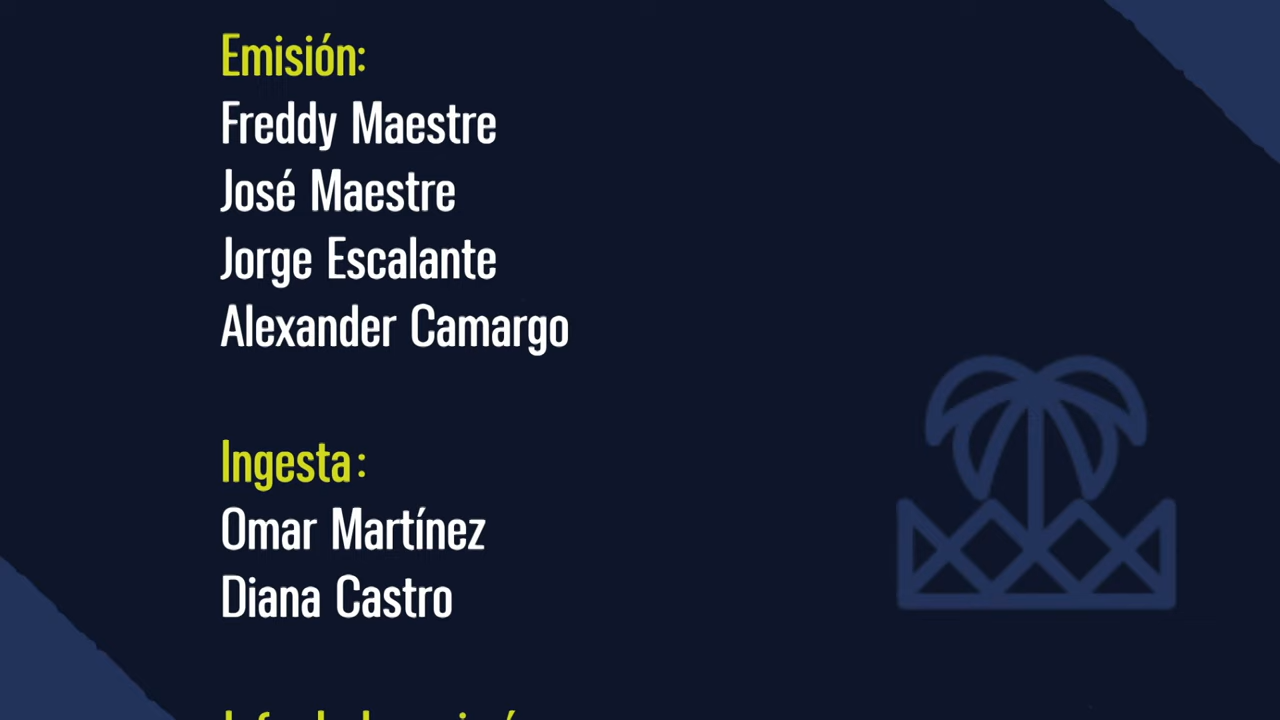 Emisión:
Freddy Maestre
José Maestre
Jorge Escalante
Alexander Camargo
Ingesta:
Omar Martínez
Diana Castro